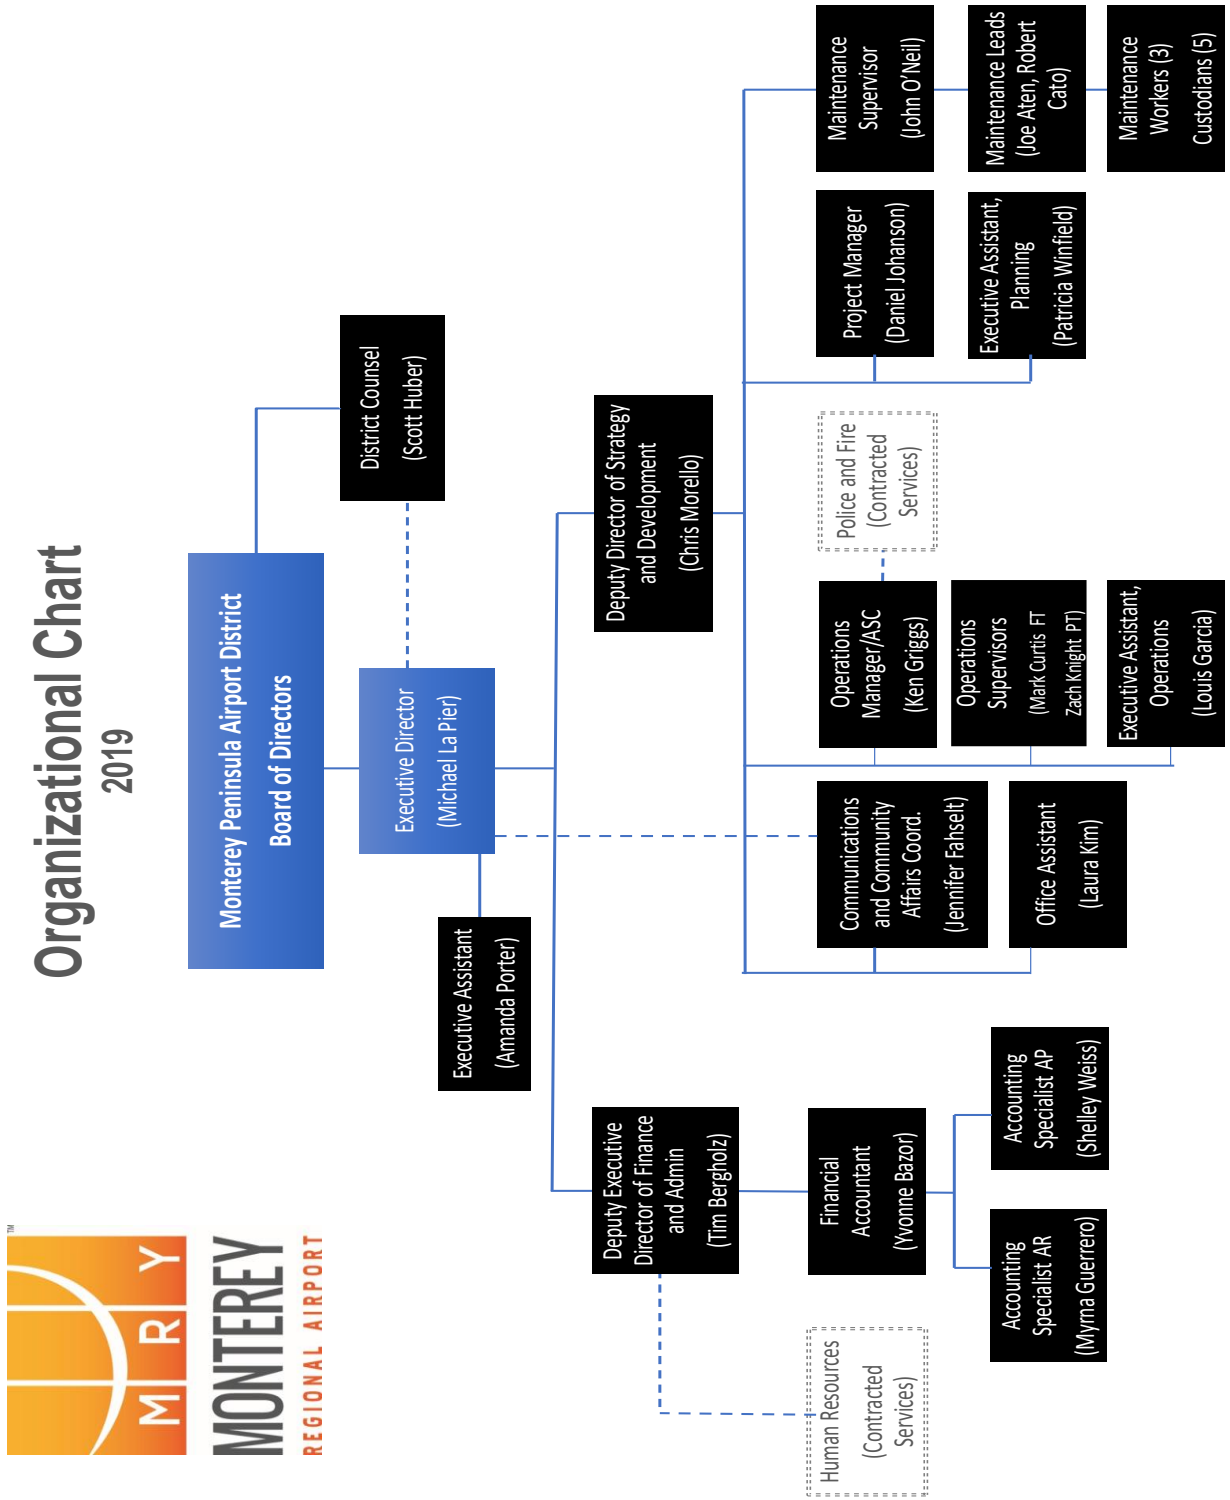 M R Y
TM
MONTEREY
REGIONAL AIRPORT
Organizational Chart
2019
Monterey Peninsula Airport District
Board of Directors
District Counsel
(Scott Huber)
Executive Director
(Michael La Pier)
Executive Assistant
(Amanda Porter)
Deputy Executive
Director of Finance
and Admin
(Tim Bergholz)
Deputy Director of Strategy
and Development
(Chris Morello)
Human Resources
(Contracted
Services)
Financial
Accountant
(Yvonne Bazor)
Accounting
Specialist AR
(Myrna Guerrero)
Accounting
Specialist AP
(Shelley Weiss)
Communications
and Community
Affairs Coord.
(Jennifer Fahselt)
Office Assistant
(Laura Kim)
Operations
Manager/ASC
(Ken Griggs)
Operations
Supervisors
(Mark Curtis FT
Zach Knight PT)
Executive Assistant,
Operations
(Louis Garcia)
Police and Fire
(Contracted
Services)
Project Manager
(Daniel Johanson)
Executive Assistant,
Planning
(Patricia Winfield)
Maintenance
Supervisor
(John O’Neil)
Maintenance Leads
(Joe Aten, Robert
Cato)
Maintenance
Workers (3)
Custodians (5)